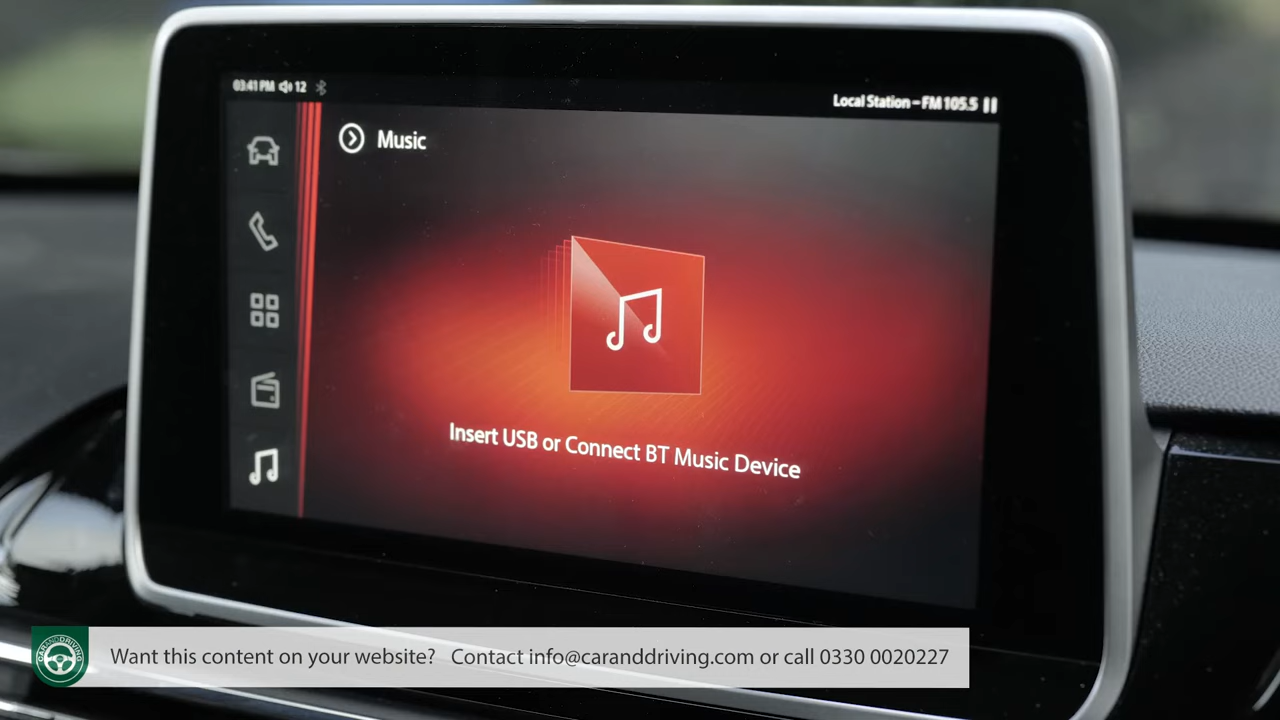 03:41 PM 12
Local Station – FM 105.5
Music
Insert USB or Connect BT Music Device
CARANDDRIVING
Want this content on your website? Contact info@caranddriving.com or call 0330 0020227